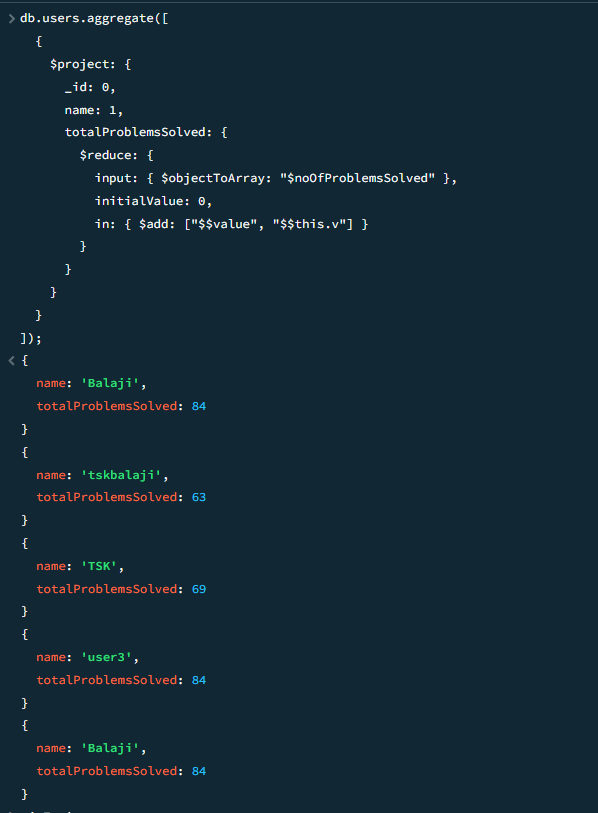 db.users.aggregate([
{
$project: {
_id: 0,
name: 1,
totalProblemsSolved: {
$reduce: {
input: { $objectToArray: "$noOfProblemsSolved" },
initialValue: 0,
in: { $add: ["$$value", "$$this.v"] }
}
}
}
}
]);
{
name: 'Balaji',
totalProblemsSolved: 84
}
{
name: 'tskbalaji',
totalProblemsSolved: 63
}
{
name: 'TSK',
totalProblemsSolved: 69
}
{
name: 'user3',
totalProblemsSolved: 84
}
{
name: 'Balaji',
totalProblemsSolved: 84
}